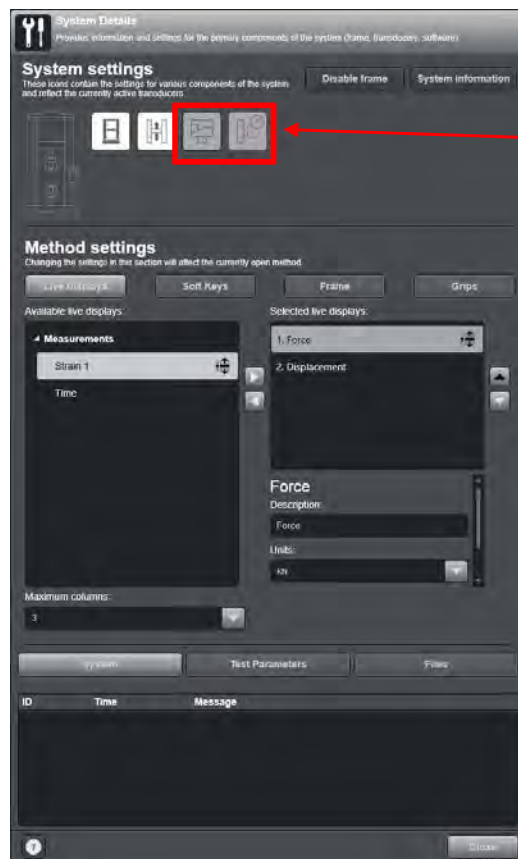 System Details
Provides information and settings for the primary components of the system (frame, transducers, software)
System settings
These icons contain the settings for various components of the system
and reflect the currently active transducers.
Disable frame
System information
Method settings
Changing the settings in this section will affect the currently open method.
Live Displays
Soft Keys
Frame
Grips
Available live displays:
Selected live displays:
Measurements
Strain 1
Time
1. Force
2. Displacement
Force
Description:
Force
Units:
kN
Maximum columns:
3
System
Test Parameters
Files
ID Time Message
?
Close